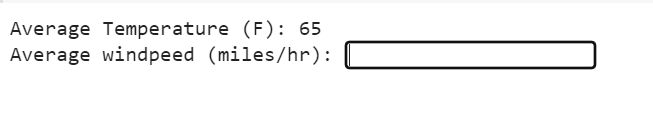 Average Temperature (F): 65
Average windpeed (miles/hr):